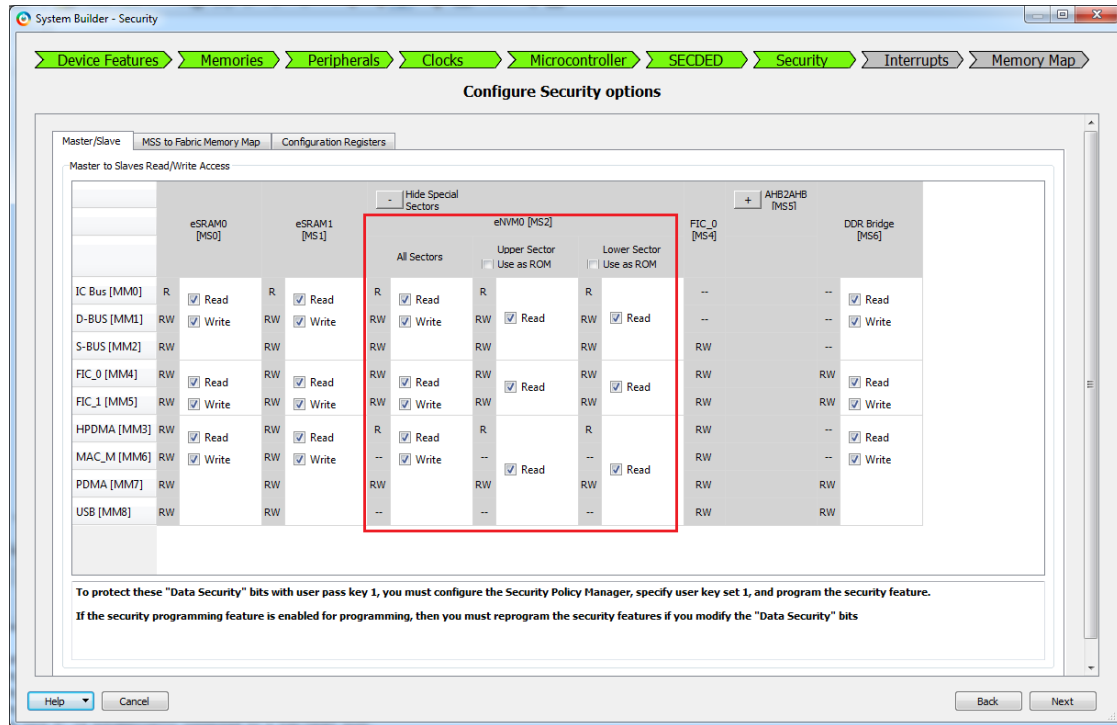 System Builder - Security
Device Features Memories Peripherals Clocks Microcontroller SECDED Security Interrupts Memory Map
Configure Security options
Master/Slave MSS to Fabric Memory Map Configuration Registers
Master to Slaves Read/Write Access
- Hide Special Sectors + AHB2AHB [MS5]
eSRAM0 [MS0] eSRAM1 [MS1] eNVM0 [MS2] FIC_0 [MS4] DDR Bridge [MS6]
All Sectors Upper Sector Use as ROM Lower Sector Use as ROM
IC Bus [MM0] R Read R Read R Read R R -- -- Read
D-BUS [MM1] RW Write RW Write RW Write RW Read RW Read -- -- Write
S-BUS [MM2] RW RW RW RW RW RW --
FIC_0 [MM4] RW Read RW Read RW Read RW Read RW Read RW RW Read
FIC_1 [MM5] RW Write RW Write RW Write RW RW RW RW Write
HPDMA [MM3] RW Read RW Read R Read R R RW -- Read
MAC_M [MM6] RW Write RW Write -- Write -- Read -- Read RW -- Write
PDMA [MM7] RW RW RW RW RW RW RW
USB [MM8] RW RW -- -- -- RW RW
To protect these "Data Security" bits with user pass key 1, you must configure the Security Policy Manager, specify user key set 1, and program the security feature.
If the security programming feature is enabled for programming, then you must reprogram the security features if you modify the "Data Security" bits
Help Cancel Back Next